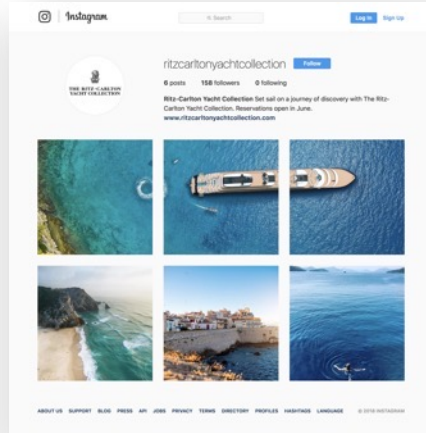 Instagram
Search
Log In Sign Up
ritzcarltonyachtcollection Follow
6 posts 158 followers 0 following
Ritz-Carlton Yacht Collection Set sail on a journey of discovery with The Ritz-
Carlton Yacht Collection. Reservations open in June.
www.ritzcarltonyachtcollection.com
THE RITZ-CARLTON
YACHT COLLECTION
ABOUT US SUPPORT BLOG PRESS API JOBS PRIVACY TERMS DIRECTORY PROFILES HASHTAGS LANGUAGE © 2018 INSTAGRAM